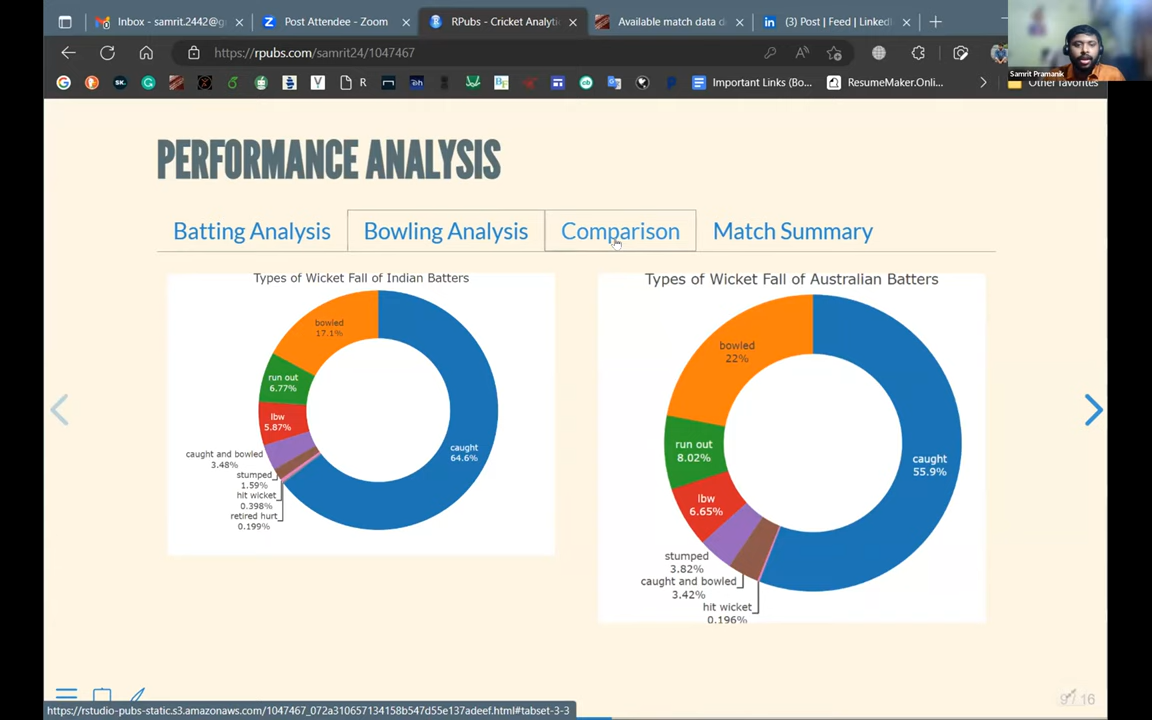 Inbox - samrit.2442@g
Post Attendee - Zoom
RPubs - Cricket Analyti
Available match data d
(3) Post | Feed | LinkedI
https://rpubs.com/samrit24/1047467
Samrit Pramanik
R
Important Links (Bo...
ResumeMaker.Onli...
Other favorites
PERFORMANCE ANALYSIS
Batting Analysis
Bowling Analysis
Comparison
Match Summary
Types of Wicket Fall of Indian Batters
bowled
17.1%
run out
6.77%
lbw
5.87%
caught and bowled
3.48%
stumped
1.59%
hit wicket
0.398%
retired hurt
0.199%
caught
64.6%
Types of Wicket Fall of Australian Batters
bowled
22%
run out
8.02%
lbw
6.65%
stumped
3.82%
caught and bowled
3.42%
hit wicket
0.196%
caught
55.9%
9 / 16
https://rstudio-pubs-static.s3.amazonaws.com/1047467_072a310657134158b547d55e137adeef.html#tabset-3-3